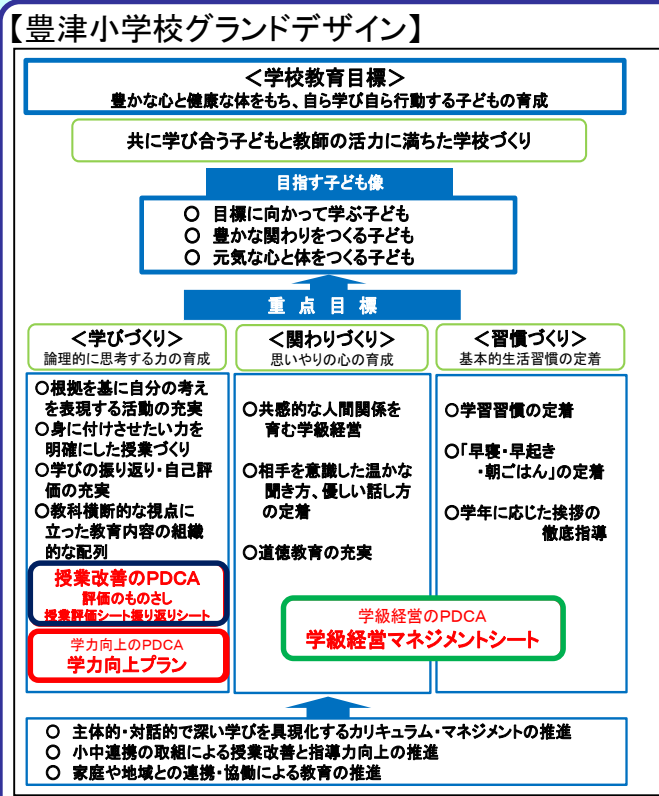 【豊津小学校グランドデザイン】
＜学校教育目標＞
豊かな心と健康な体をもち、自ら学び自ら行動する子どもの育成
共に学び合う子どもと教師の活力に満ちた学校づくり
目指す子ども像
○ 目標に向かって学ぶ子ども
○ 豊かな関わりをつくる子ども
○ 元気な心と体をつくる子ども
重点目標
＜学びづくり＞
論理的に思考する力の育成
○根拠を基に自分の考え
を表現する活動の充実
○身に付けさせたい力を
明確にした授業づくり
○学びの振り返り・自己評
価の充実
○教科横断的な視点に
立った教育内容の組織
的な配列
授業改善のPDCA
評価のものさし
授業評価シート振り返りシート
学力向上のPDCA
学力向上プラン
＜関わりづくり＞
思いやりの心の育成
○共感的な人間関係を
育む学級経営
○相手を意識した温かな
聞き方、優しい話し方
の定着
○道徳教育の充実
＜習慣づくり＞
基本的生活習慣の定着
○学習習慣の定着
○「早寝・早起き
・朝ごはん」の定着
○学年に応じた挨拶の
徹底指導
学級経営のPDCA
学級経営マネジメントシート
○ 主体的・対話的で深い学びを具現化するカリキュラム・マネジメントの推進
○ 小中連携の取組による授業改善と指導力向上の推進
○ 家庭や地域との連携・協働による教育の推進